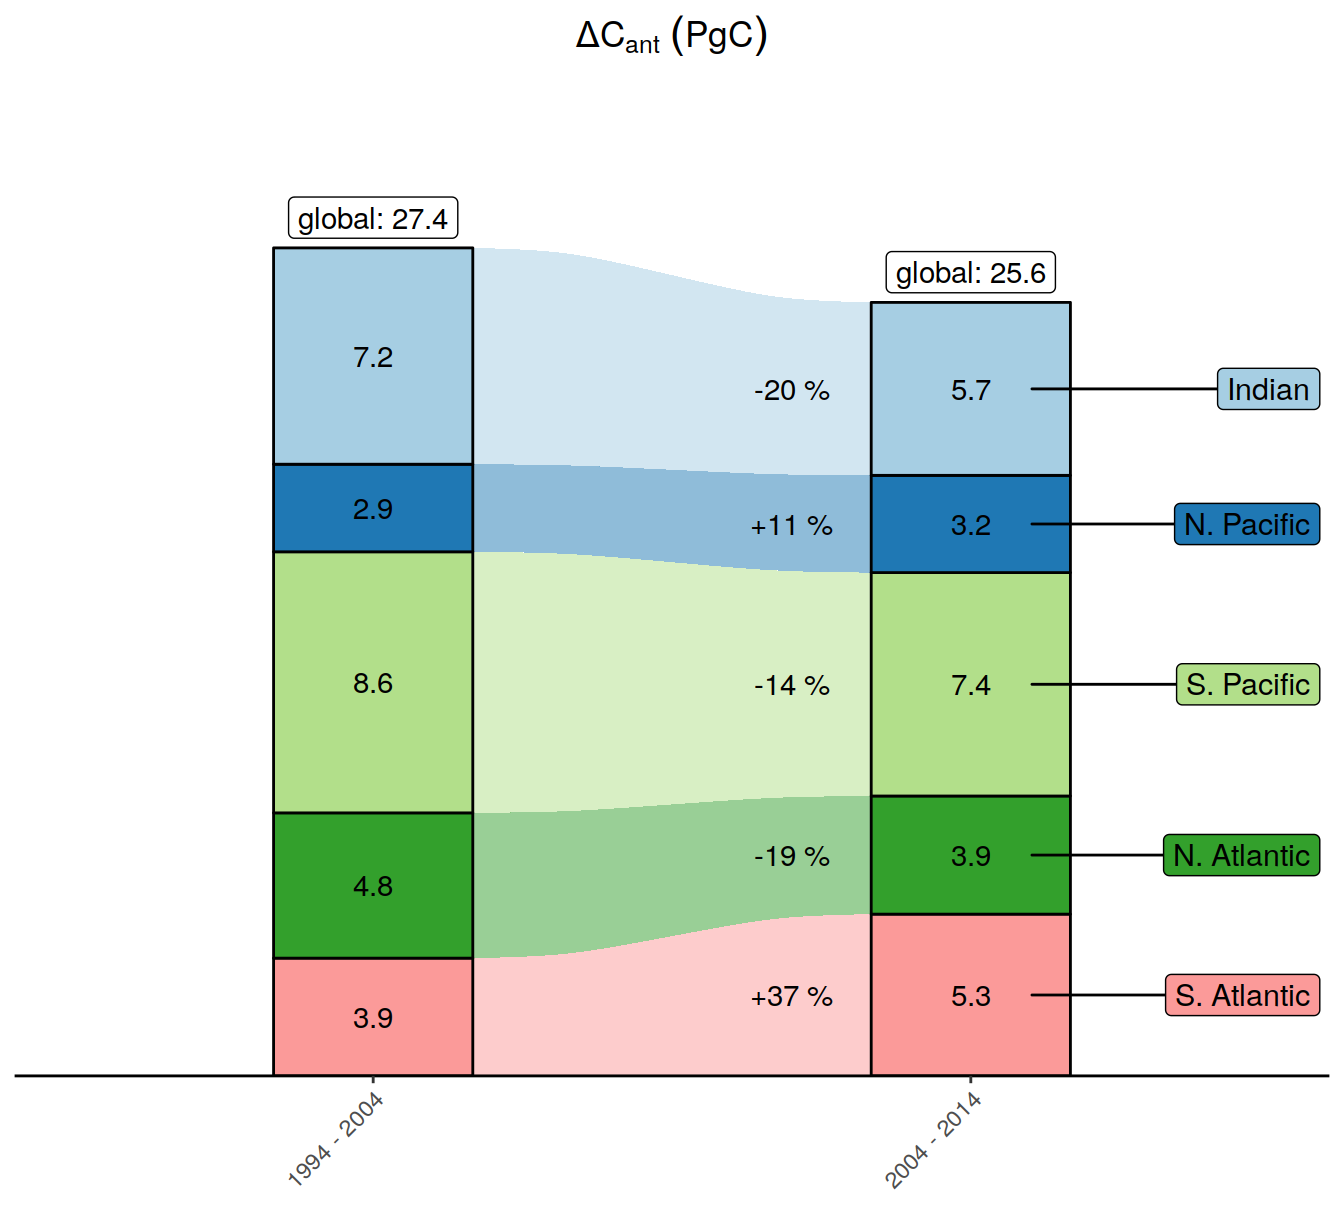 ΔCant (PgC)
global: 27.4
global: 25.6
7.2
-20 %
5.7
Indian
2.9
+11 %
3.2
N. Pacific
8.6
-14 %
7.4
S. Pacific
4.8
-19 %
3.9
N. Atlantic
3.9
+37 %
5.3
S. Atlantic
1994 - 2004
2004 - 2014